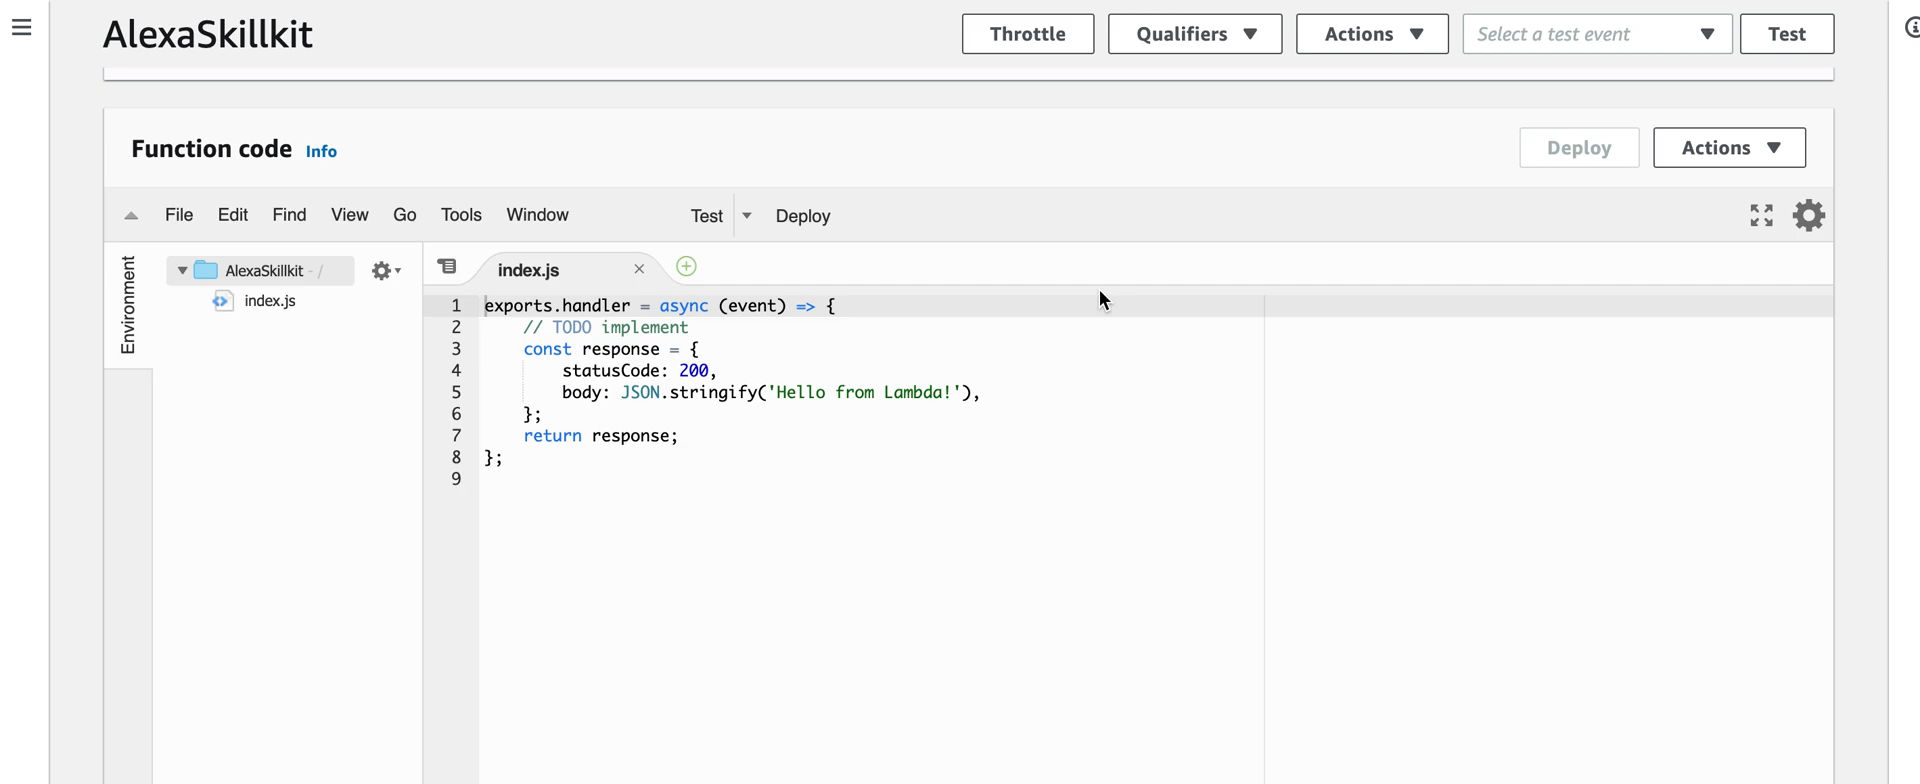 AlexaSkillkit
Throttle Qualifiers Actions Select a test event Test
Function code Info
Deploy Actions
File Edit Find View Go Tools Window Test Deploy
Environment
AlexaSkillkit - /
index.js
index.js
1 exports.handler = async (event) => {
2 // TODO implement
3 const response = {
4 statusCode: 200,
5 body: JSON.stringify('Hello from Lambda!'),
6 };
7 return response;
8 };
9